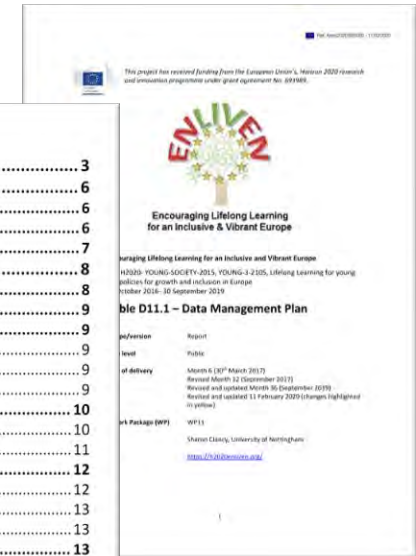 This project has received funding from the European Union's, Horizon 2020 research
and innovation programme under grant agreement No. 693989.
ENLIVEN
Encouraging Lifelong Learning
for an Inclusive & Vibrant Europe
ouraging Lifelong Learning for an Inclusive and Vibrant Europe
H2020- YOUNG-SOCIETY-2015, YOUNG-3-2105, Lifelong Learning for young
policies for growth and inclusion in Europe
ctober 2016- 30 September 2019
ble D11.1 – Data Management Plan
pe/version Report
level Public
of delivery Month 6 (30th March 2017)
Revised Month 12 (September 2017)
Revised and updated Month 36 (September 2019)
Revised and updated 11 February 2020 (changes highlighted
in yellow)
rk Package (WP) WP11
Sharon Clancy, University of Nottingham
https://h2020enliven.org/
1
3
6
6
6
7
8
8
9
9
9
9
9
10
10
11
12
12
13
13
13